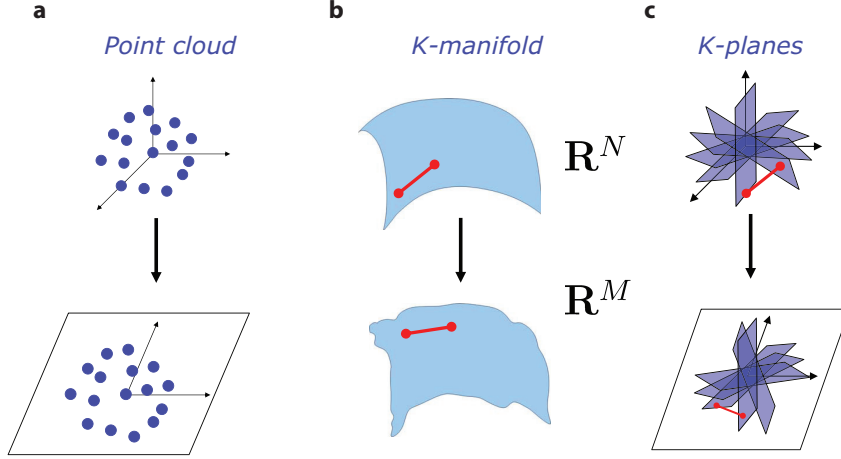 a
Point cloud
b
K-manifold
c
K-planes
R^N
R^M